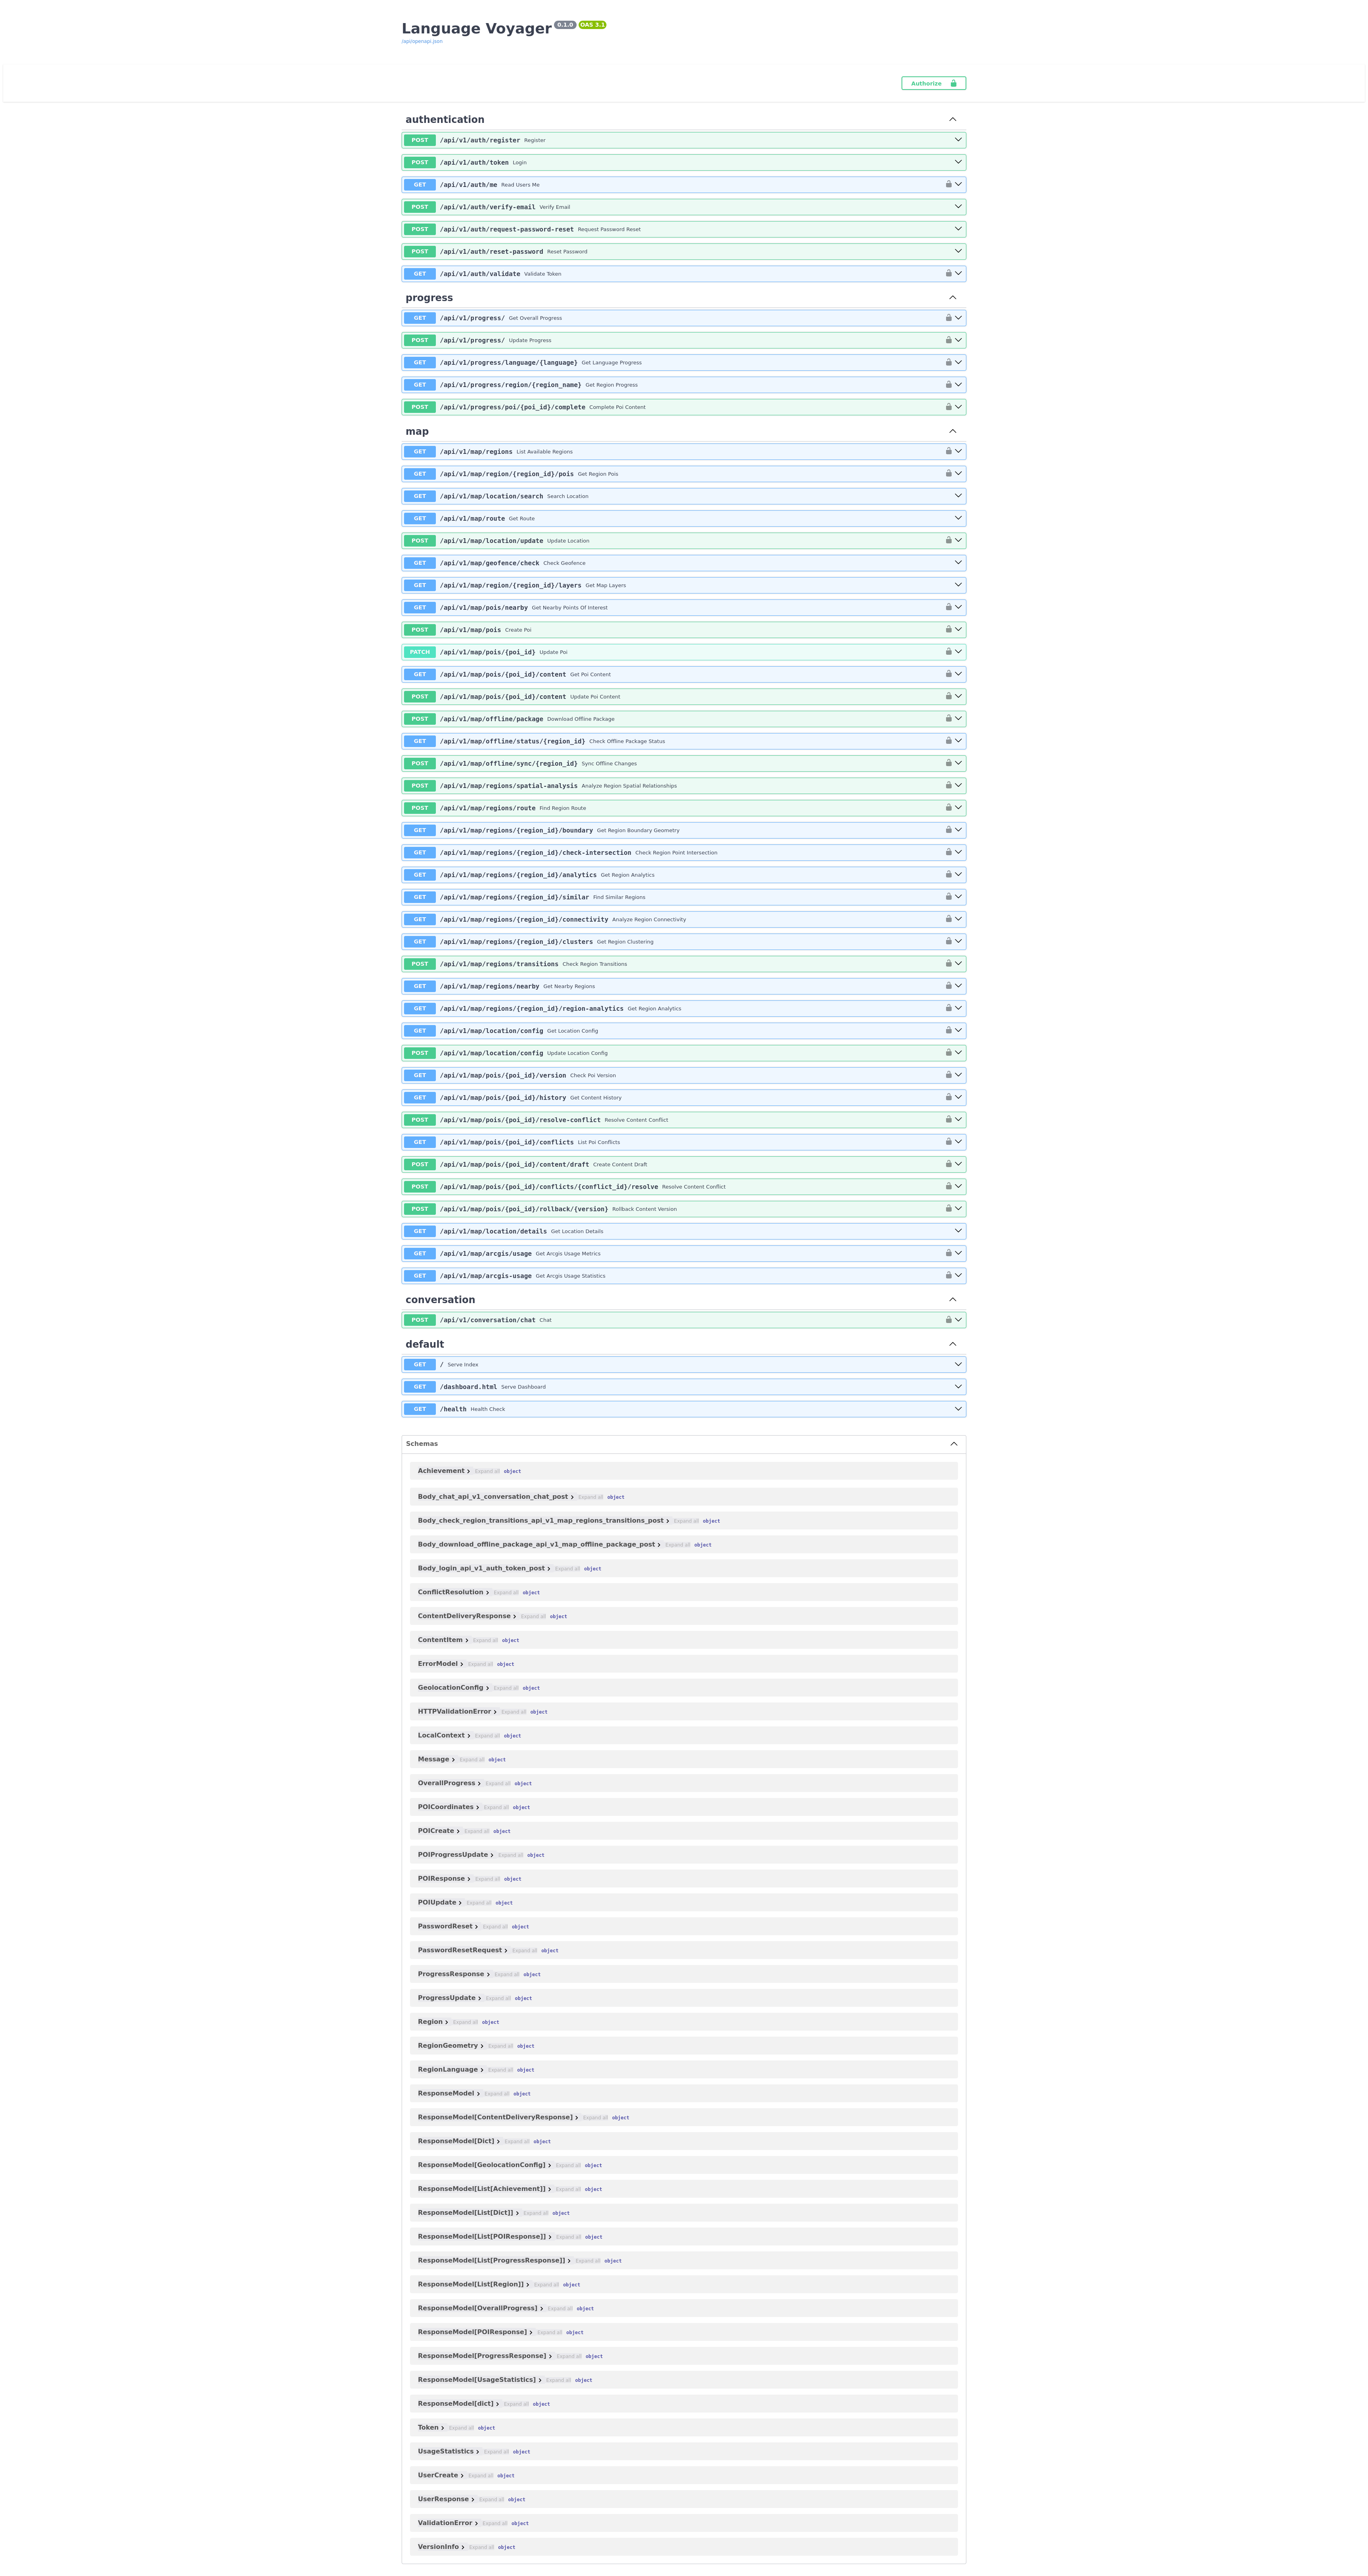 Language Voyager 0.1.0 OAS 3.1
/api/openapi.json
Authorize
authentication
POST /api/v1/auth/register Register
POST /api/v1/auth/token Login
GET /api/v1/auth/me Read Users Me
POST /api/v1/auth/verify-email Verify Email
POST /api/v1/auth/request-password-reset Request Password Reset
POST /api/v1/auth/reset-password Reset Password
GET /api/v1/auth/validate Validate Token
progress
GET /api/v1/progress/ Get Overall Progress
POST /api/v1/progress/ Update Progress
GET /api/v1/progress/language/{language} Get Language Progress
GET /api/v1/progress/region/{region_name} Get Region Progress
POST /api/v1/progress/poi/{poi_id}/complete Complete Poi Content
map
GET /api/v1/map/regions List Available Regions
GET /api/v1/map/region/{region_id}/pois Get Region Pois
GET /api/v1/map/location/search Search Location
GET /api/v1/map/route Get Route
POST /api/v1/map/location/update Update Location
GET /api/v1/map/geofence/check Check Geofence
GET /api/v1/map/region/{region_id}/layers Get Map Layers
GET /api/v1/map/pois/nearby Get Nearby Points Of Interest
POST /api/v1/map/pois Create Poi
PATCH /api/v1/map/pois/{poi_id} Update Poi
GET /api/v1/map/pois/{poi_id}/content Get Poi Content
POST /api/v1/map/pois/{poi_id}/content Update Poi Content
POST /api/v1/map/offline/package Download Offline Package
GET /api/v1/map/offline/status/{region_id} Check Offline Package Status
POST /api/v1/map/offline/sync/{region_id} Sync Offline Changes
POST /api/v1/map/regions/spatial-analysis Analyze Region Spatial Relationships
POST /api/v1/map/regions/route Find Region Route
GET /api/v1/map/regions/{region_id}/boundary Get Region Boundary Geometry
GET /api/v1/map/regions/{region_id}/check-intersection Check Region Point Intersection
GET /api/v1/map/regions/{region_id}/analytics Get Region Analytics
GET /api/v1/map/regions/{region_id}/similar Find Similar Regions
GET /api/v1/map/regions/{region_id}/connectivity Analyze Region Connectivity
GET /api/v1/map/regions/{region_id}/clusters Get Region Clustering
POST /api/v1/map/regions/transitions Check Region Transitions
GET /api/v1/map/regions/nearby Get Nearby Regions
GET /api/v1/map/regions/{region_id}/region-analytics Get Region Analytics
GET /api/v1/map/location/config Get Location Config
POST /api/v1/map/location/config Update Location Config
GET /api/v1/map/pois/{poi_id}/version Check Poi Version
GET /api/v1/map/pois/{poi_id}/history Get Content History
POST /api/v1/map/pois/{poi_id}/resolve-conflict Resolve Content Conflict
GET /api/v1/map/pois/{poi_id}/conflicts List Poi Conflicts
POST /api/v1/map/pois/{poi_id}/content/draft Create Content Draft
POST /api/v1/map/pois/{poi_id}/conflicts/{conflict_id}/resolve Resolve Content Conflict
POST /api/v1/map/pois/{poi_id}/rollback/{version} Rollback Content Version
GET /api/v1/map/location/details Get Location Details
GET /api/v1/map/arcgis/usage Get Arcgis Usage Metrics
GET /api/v1/map/arcgis-usage Get Arcgis Usage Statistics
conversation
POST /api/v1/conversation/chat Chat
default
GET / Serve Index
GET /dashboard.html Serve Dashboard
GET /health Health Check
Schemas
Achievement Expand all object
Body_chat_api_v1_conversation_chat_post Expand all object
Body_check_region_transitions_api_v1_map_regions_transitions_post Expand all object
Body_download_offline_package_api_v1_map_offline_package_post Expand all object
Body_login_api_v1_auth_token_post Expand all object
ConflictResolution Expand all object
ContentDeliveryResponse Expand all object
ContentItem Expand all object
ErrorModel Expand all object
GeolocationConfig Expand all object
HTTPValidationError Expand all object
LocalContext Expand all object
Message Expand all object
OverallProgress Expand all object
POICoordinates Expand all object
POICreate Expand all object
POIProgressUpdate Expand all object
POIResponse Expand all object
POIUpdate Expand all object
PasswordReset Expand all object
PasswordResetRequest Expand all object
ProgressResponse Expand all object
ProgressUpdate Expand all object
Region Expand all object
RegionGeometry Expand all object
RegionLanguage Expand all object
ResponseModel Expand all object
ResponseModel[ContentDeliveryResponse] Expand all object
ResponseModel[Dict] Expand all object
ResponseModel[GeolocationConfig] Expand all object
ResponseModel[List[Achievement]] Expand all object
ResponseModel[List[Dict]] Expand all object
ResponseModel[List[POIResponse]] Expand all object
ResponseModel[List[ProgressResponse]] Expand all object
ResponseModel[List[Region]] Expand all object
ResponseModel[OverallProgress] Expand all object
ResponseModel[POIResponse] Expand all object
ResponseModel[ProgressResponse] Expand all object
ResponseModel[UsageStatistics] Expand all object
ResponseModel[dict] Expand all object
Token Expand all object
UsageStatistics Expand all object
UserCreate Expand all object
UserResponse Expand all object
ValidationError Expand all object
VersionInfo Expand all object